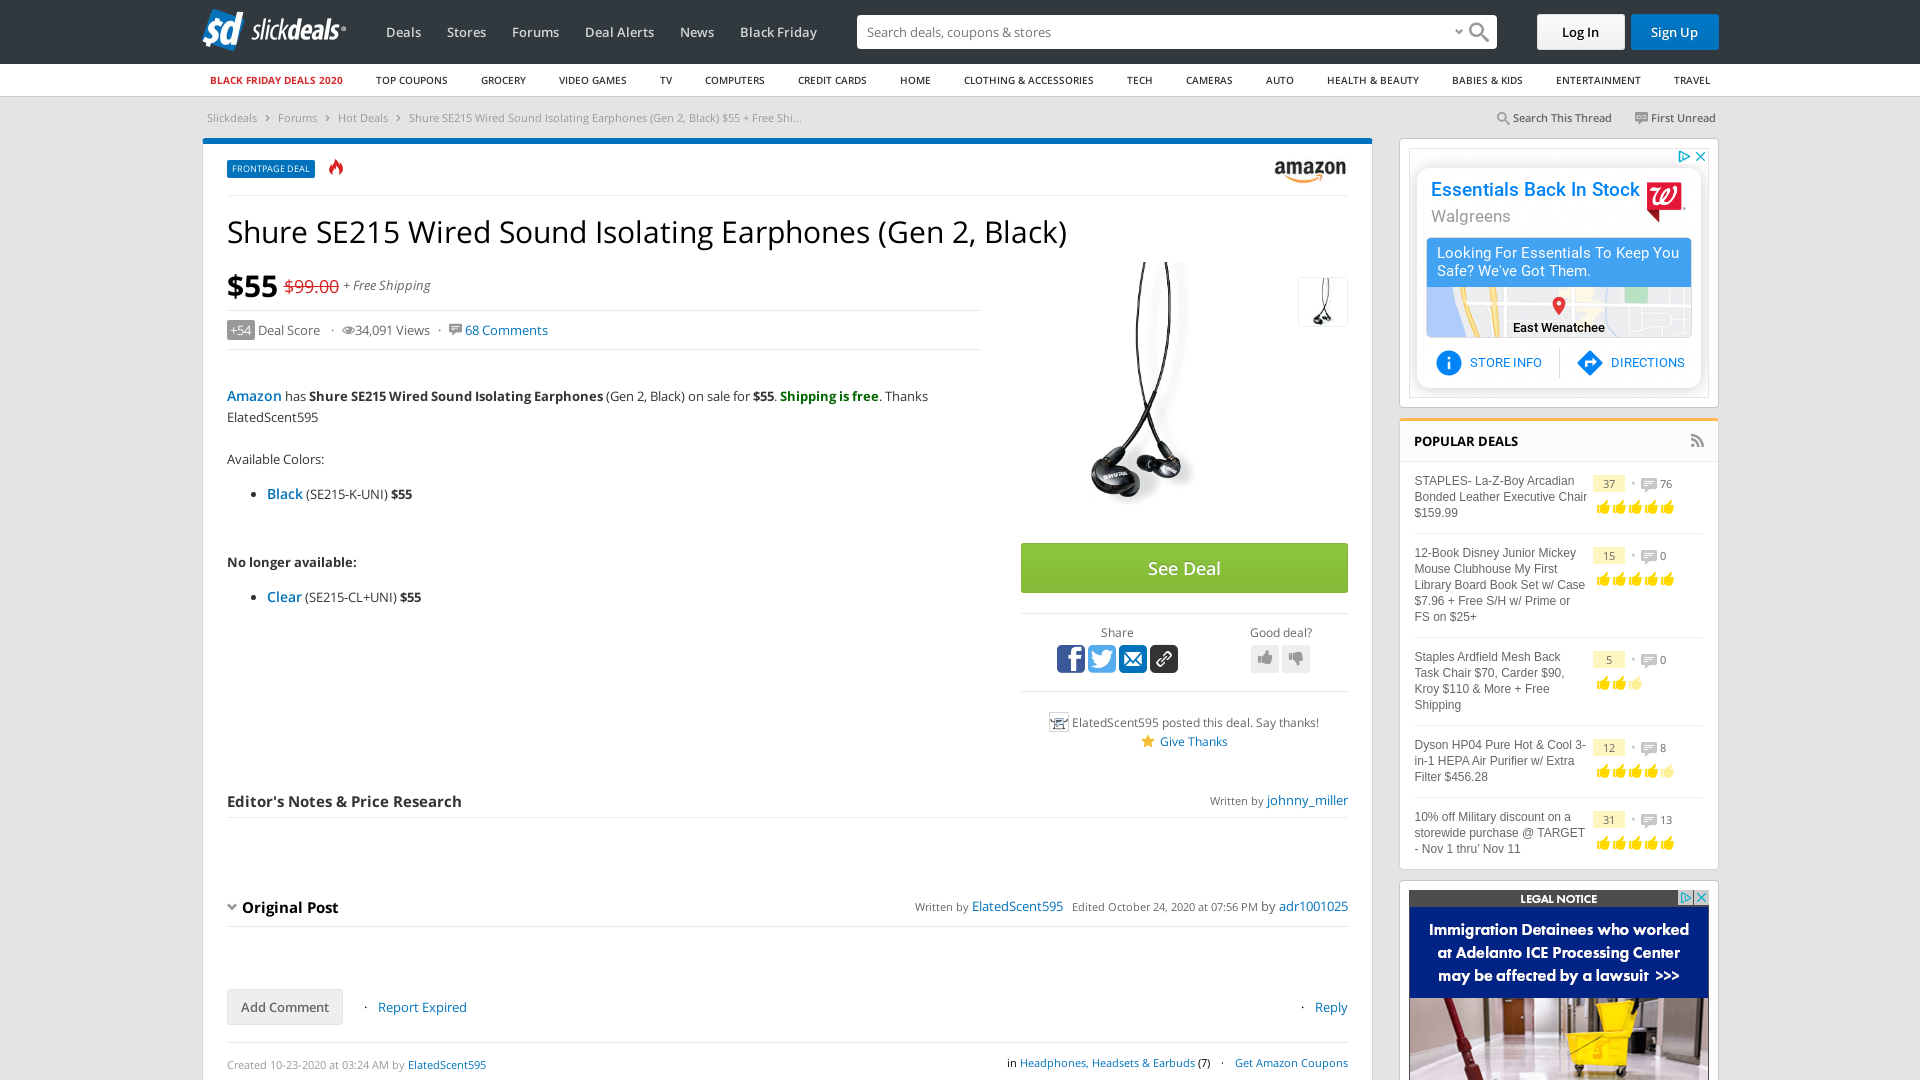 slickdeals
Deals Stores Forums Deal Alerts News Black Friday
Search deals, coupons & stores
Log In Sign Up
BLACK FRIDAY DEALS 2020 TOP COUPONS GROCERY VIDEO GAMES TV COMPUTERS CREDIT CARDS HOME CLOTHING & ACCESSORIES TECH CAMERAS AUTO HEALTH & BEAUTY BABIES & KIDS ENTERTAINMENT TRAVEL
Slickdeals > Forums > Hot Deals > Shure SE215 Wired Sound Isolating Earphones (Gen 2, Black) $55 + Free Shi...
Search This Thread First Unread
FRONTPAGE DEAL
amazon
Shure SE215 Wired Sound Isolating Earphones (Gen 2, Black)
$55 $99.00 + Free Shipping
+54 Deal Score · 34,091 Views · 68 Comments
Amazon has Shure SE215 Wired Sound Isolating Earphones (Gen 2, Black) on sale for $55. Shipping is free. Thanks
ElatedScent595
Available Colors:
• Black (SE215-K-UNI) $55
No longer available:
• Clear (SE215-CL+UNI) $55
See Deal
Share Good deal?
ElatedScent595 posted this deal. Say thanks!
Give Thanks
Editor's Notes & Price Research
Written by johnny_miller
Original Post
Written by ElatedScent595 Edited October 24, 2020 at 07:56 PM by adr1001025
Add Comment · Report Expired
· Reply
Created 10-23-2020 at 03:24 AM by ElatedScent595
in Headphones, Headsets & Earbuds (7) · Get Amazon Coupons
Essentials Back In Stock
Walgreens
Looking For Essentials To Keep You
Safe? We've Got Them.
East Wenatchee
STORE INFO DIRECTIONS
POPULAR DEALS
STAPLES- La-Z-Boy Arcadian
Bonded Leather Executive Chair
$159.99
37 • 76
12-Book Disney Junior Mickey
Mouse Clubhouse My First
Library Board Book Set w/ Case
$7.96 + Free S/H w/ Prime or
FS on $25+
15 • 0
Staples Ardfield Mesh Back
Task Chair $70, Carder $90,
Kroy $110 & More + Free
Shipping
5 • 0
Dyson HP04 Pure Hot & Cool 3-
in-1 HEPA Air Purifier w/ Extra
Filter $456.28
12 • 8
10% off Military discount on a
storewide purchase @ TARGET
- Nov 1 thru’ Nov 11
31 • 13
LEGAL NOTICE
Immigration Detainees who worked
at Adelanto ICE Processing Center
may be affected by a lawsuit >>>